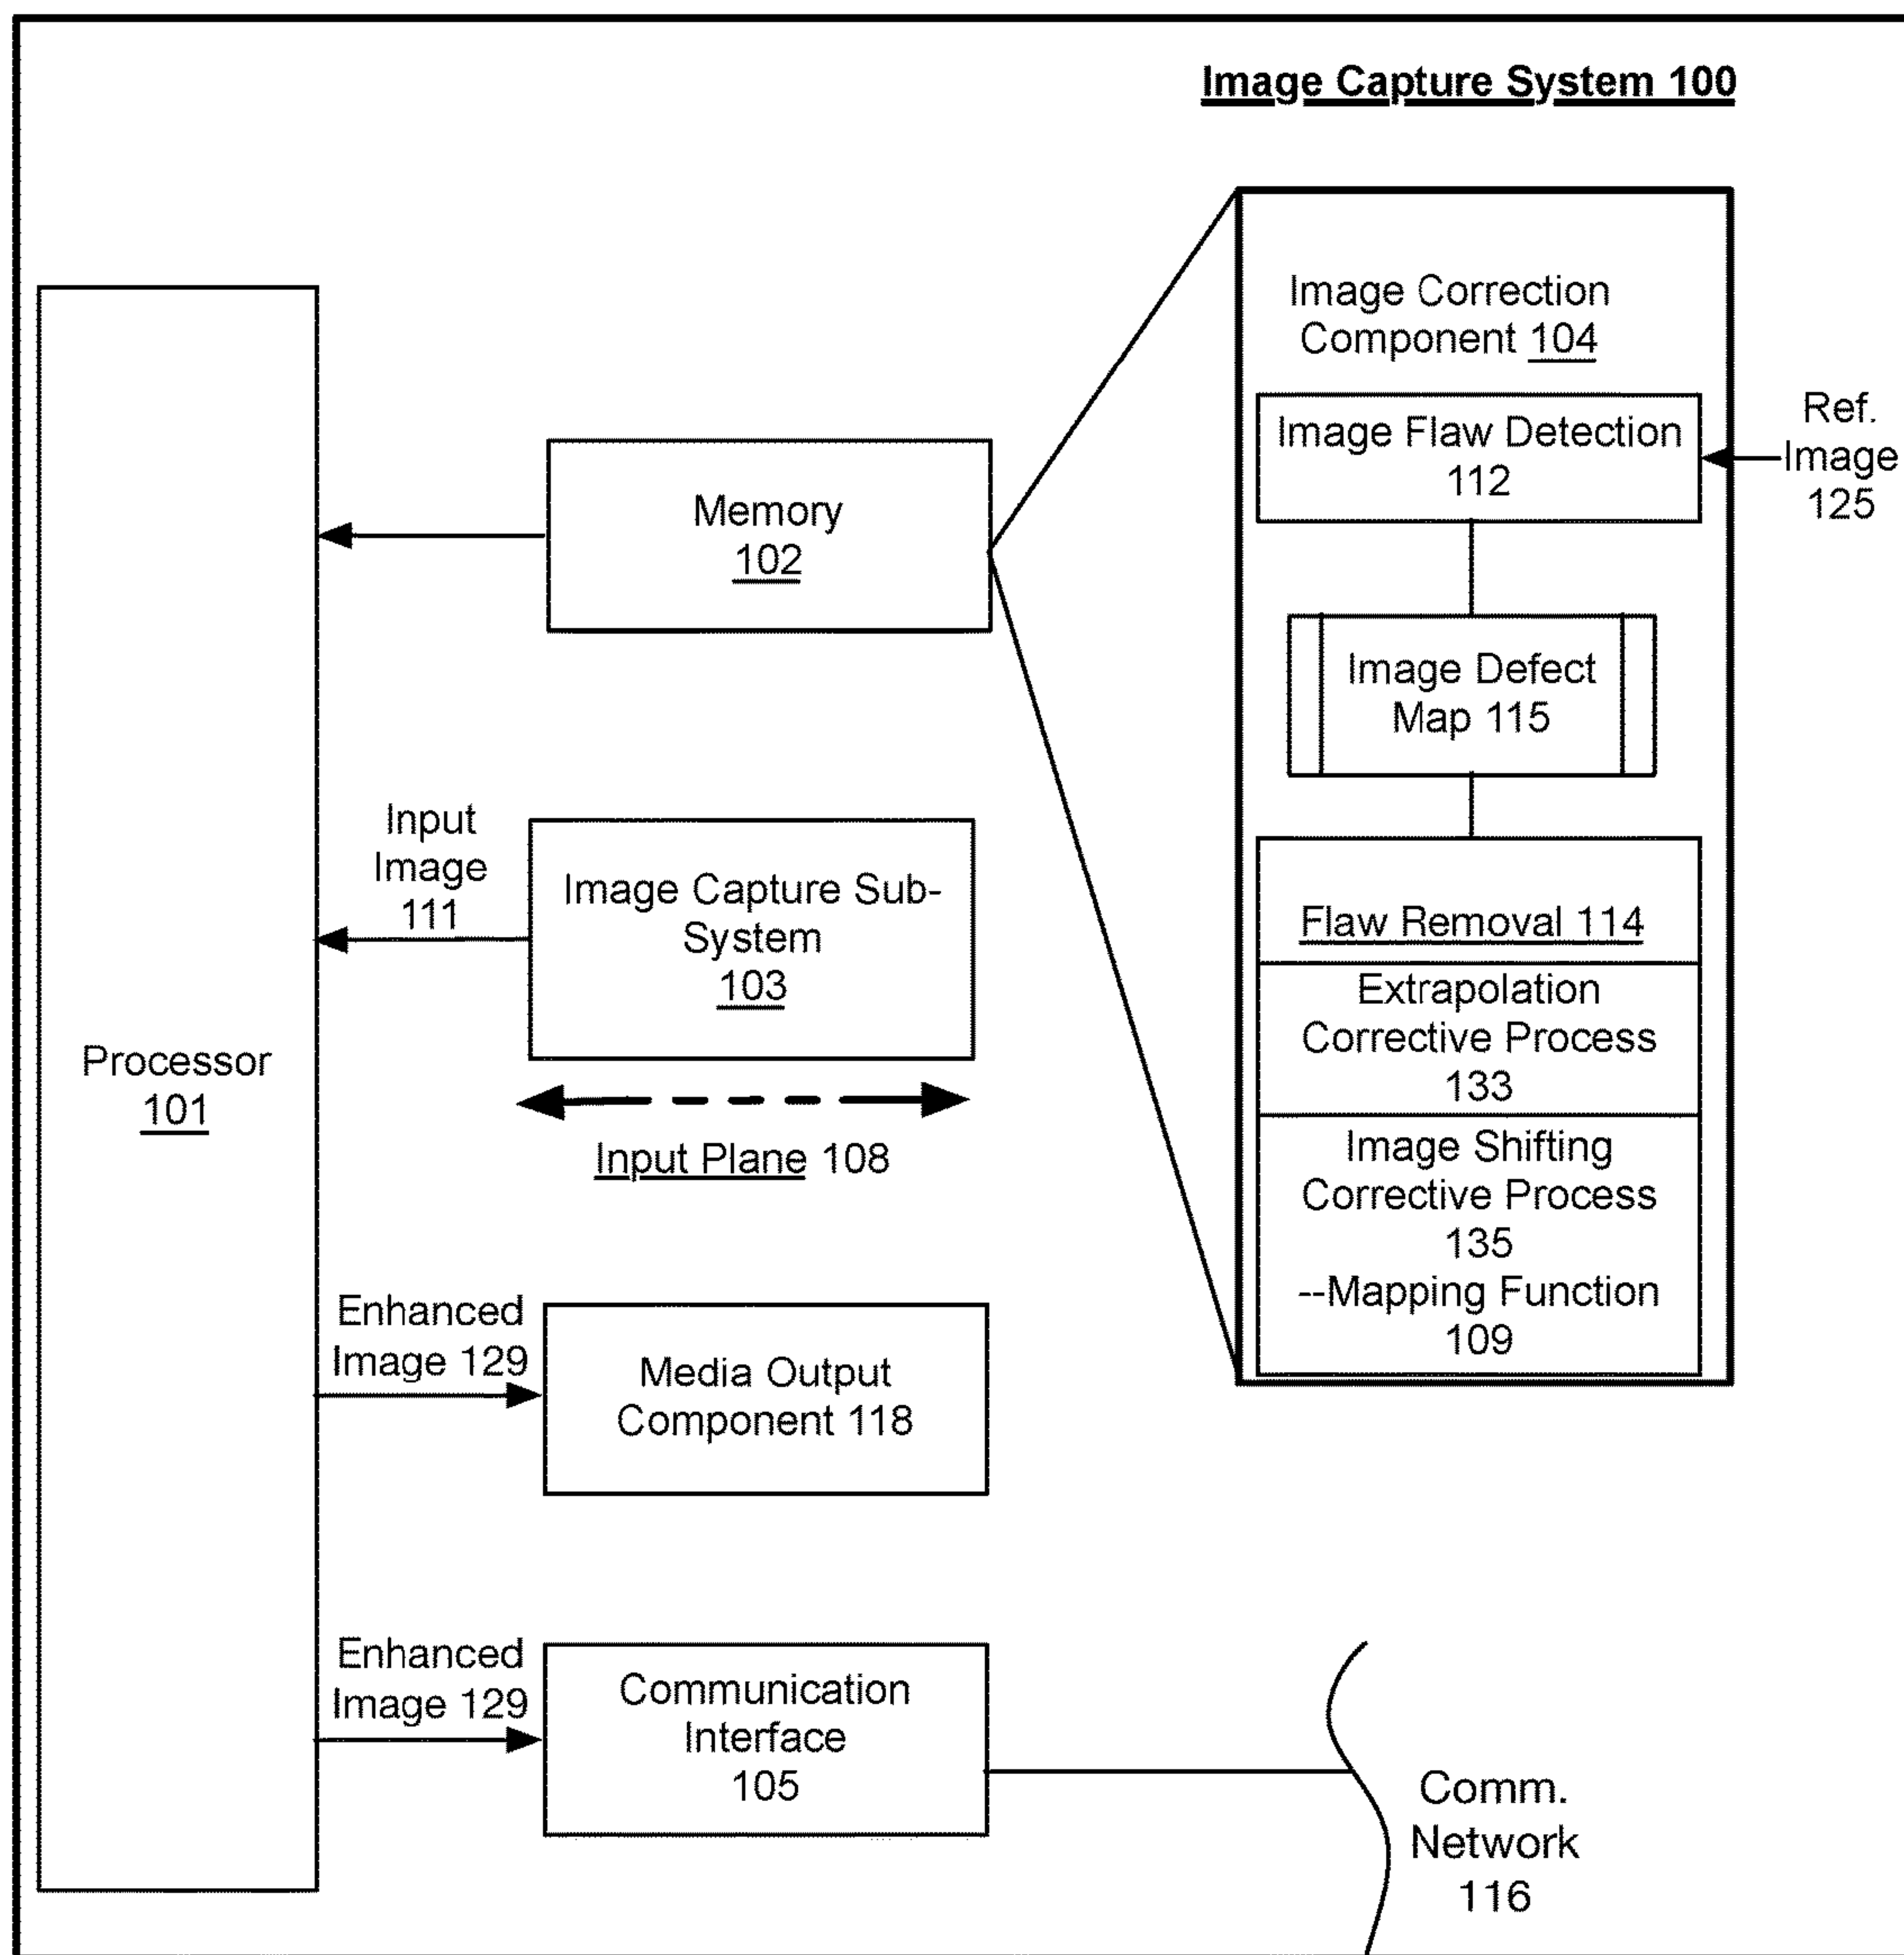 Image Capture System 100
Image Correction
Component 104
Image Flaw Detection
112
Ref.
Image
125
Memory
102
Image Defect
Map 115
Input
Image
111
Image Capture Sub-
System
103
Flaw Removal 114
Extrapolation
Corrective Process
133
Processor
101
Input Plane 108
Image Shifting
Corrective Process
135
--Mapping Function
109
Enhanced
Image 129
Media Output
Component 118
Enhanced
Image 129
Communication
Interface
105
Comm.
Network
116